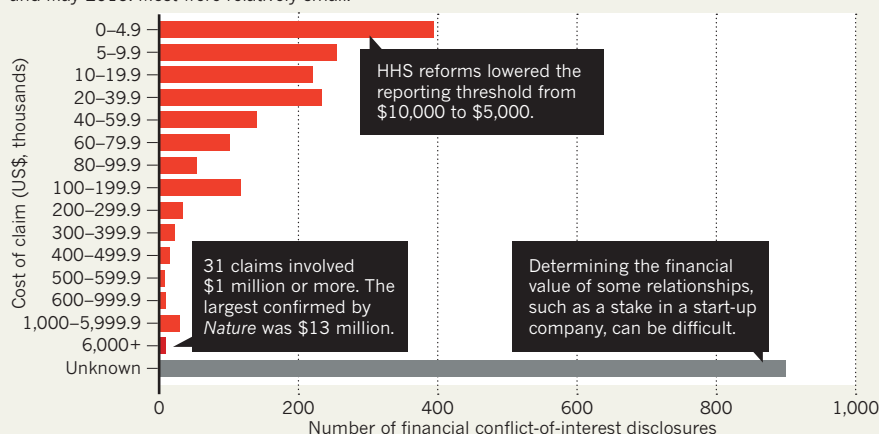 0–4.9
5–9.9
10–19.9
20–39.9
40–59.9
60–79.9
80–99.9
100–199.9
200–299.9
300–399.9
400–499.9
500–599.9
600–999.9
1,000–5,999.9
6,000+
Unknown
Cost of claim (US$, thousands)
HHS reforms lowered the
reporting threshold from
$10,000 to $5,000.
31 claims involved
$1 million or more. The
largest confirmed by
Nature was $13 million.
Determining the financial
value of some relationships,
such as a stake in a start-up
company, can be difficult.
0 200 400 600 800 1,000
Number of financial conflict-of-interest disclosures